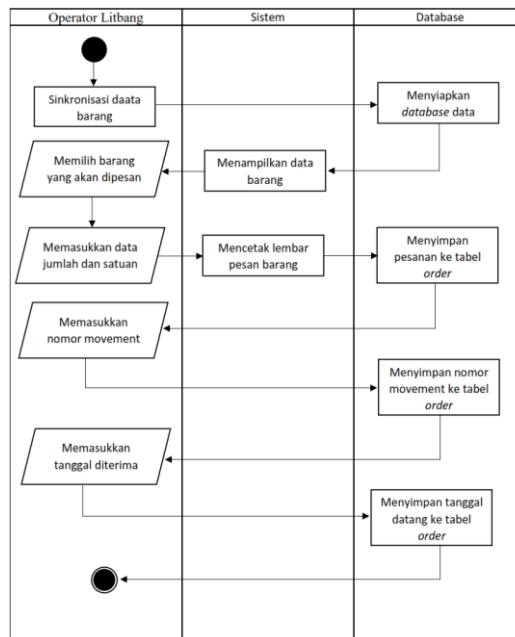 Operator Litbang
Sistem
Database
Sinkronisasi daata
barang
Menyiapkan
database data
Menampilkan data
barang
Memilih barang
yang akan dipesan
Memasukkan data
jumlah dan satuan
Mencetak lembar
pesan barang
Menyimpan
pesanan ke tabel
order
Memasukkan
nomor movement
Menyimpan nomor
movement ke tabel
order
Memasukkan
tanggal diterima
Menyimpan tanggal
datang ke tabel
order